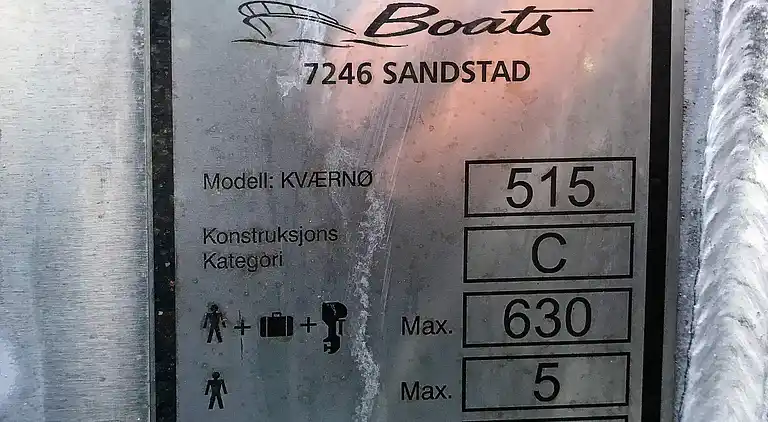 Boats
7246 SANDSTAD
Modell: KVÆRNØ 515
Konstruksjons
Kategori C
+ + Max. 630
Max. 5